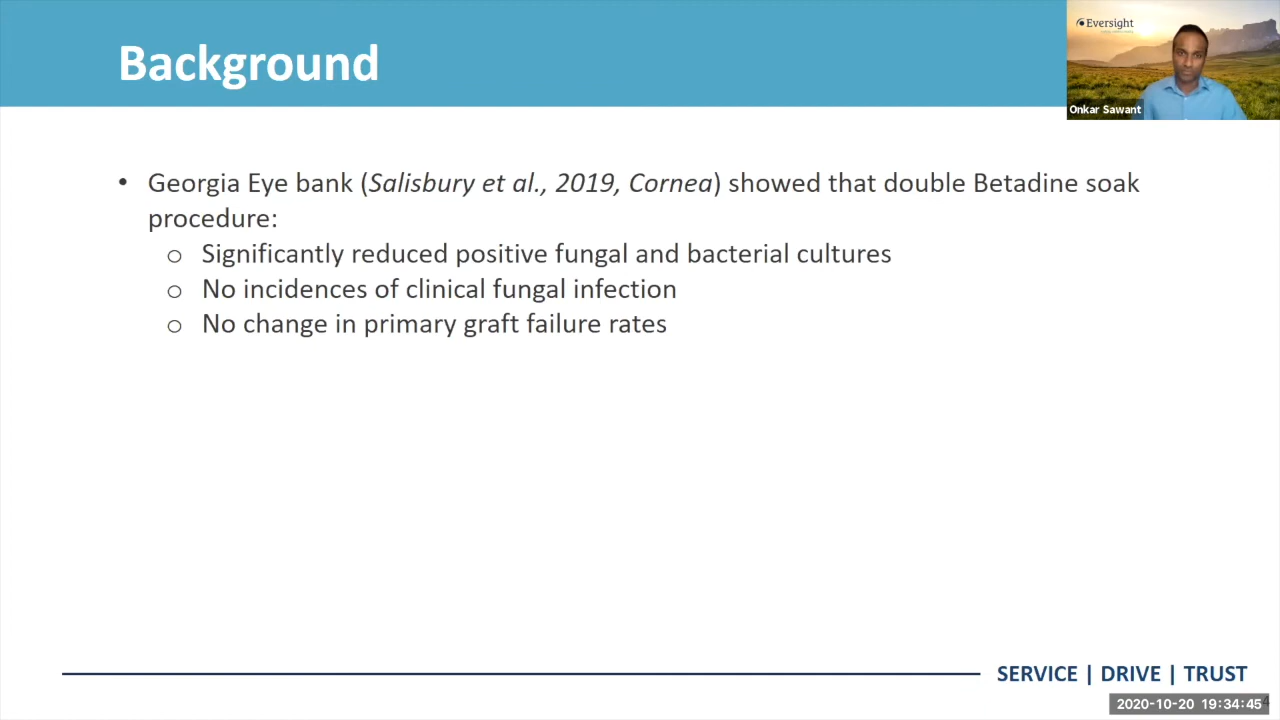 Background
Eversight
Onkar Sawant
• Georgia Eye bank (Salisbury et al., 2019, Cornea) showed that double Betadine soak
procedure:
o Significantly reduced positive fungal and bacterial cultures
o No incidences of clinical fungal infection
o No change in primary graft failure rates
SERVICE | DRIVE | TRUST
2020-10-20 19:34:45
4